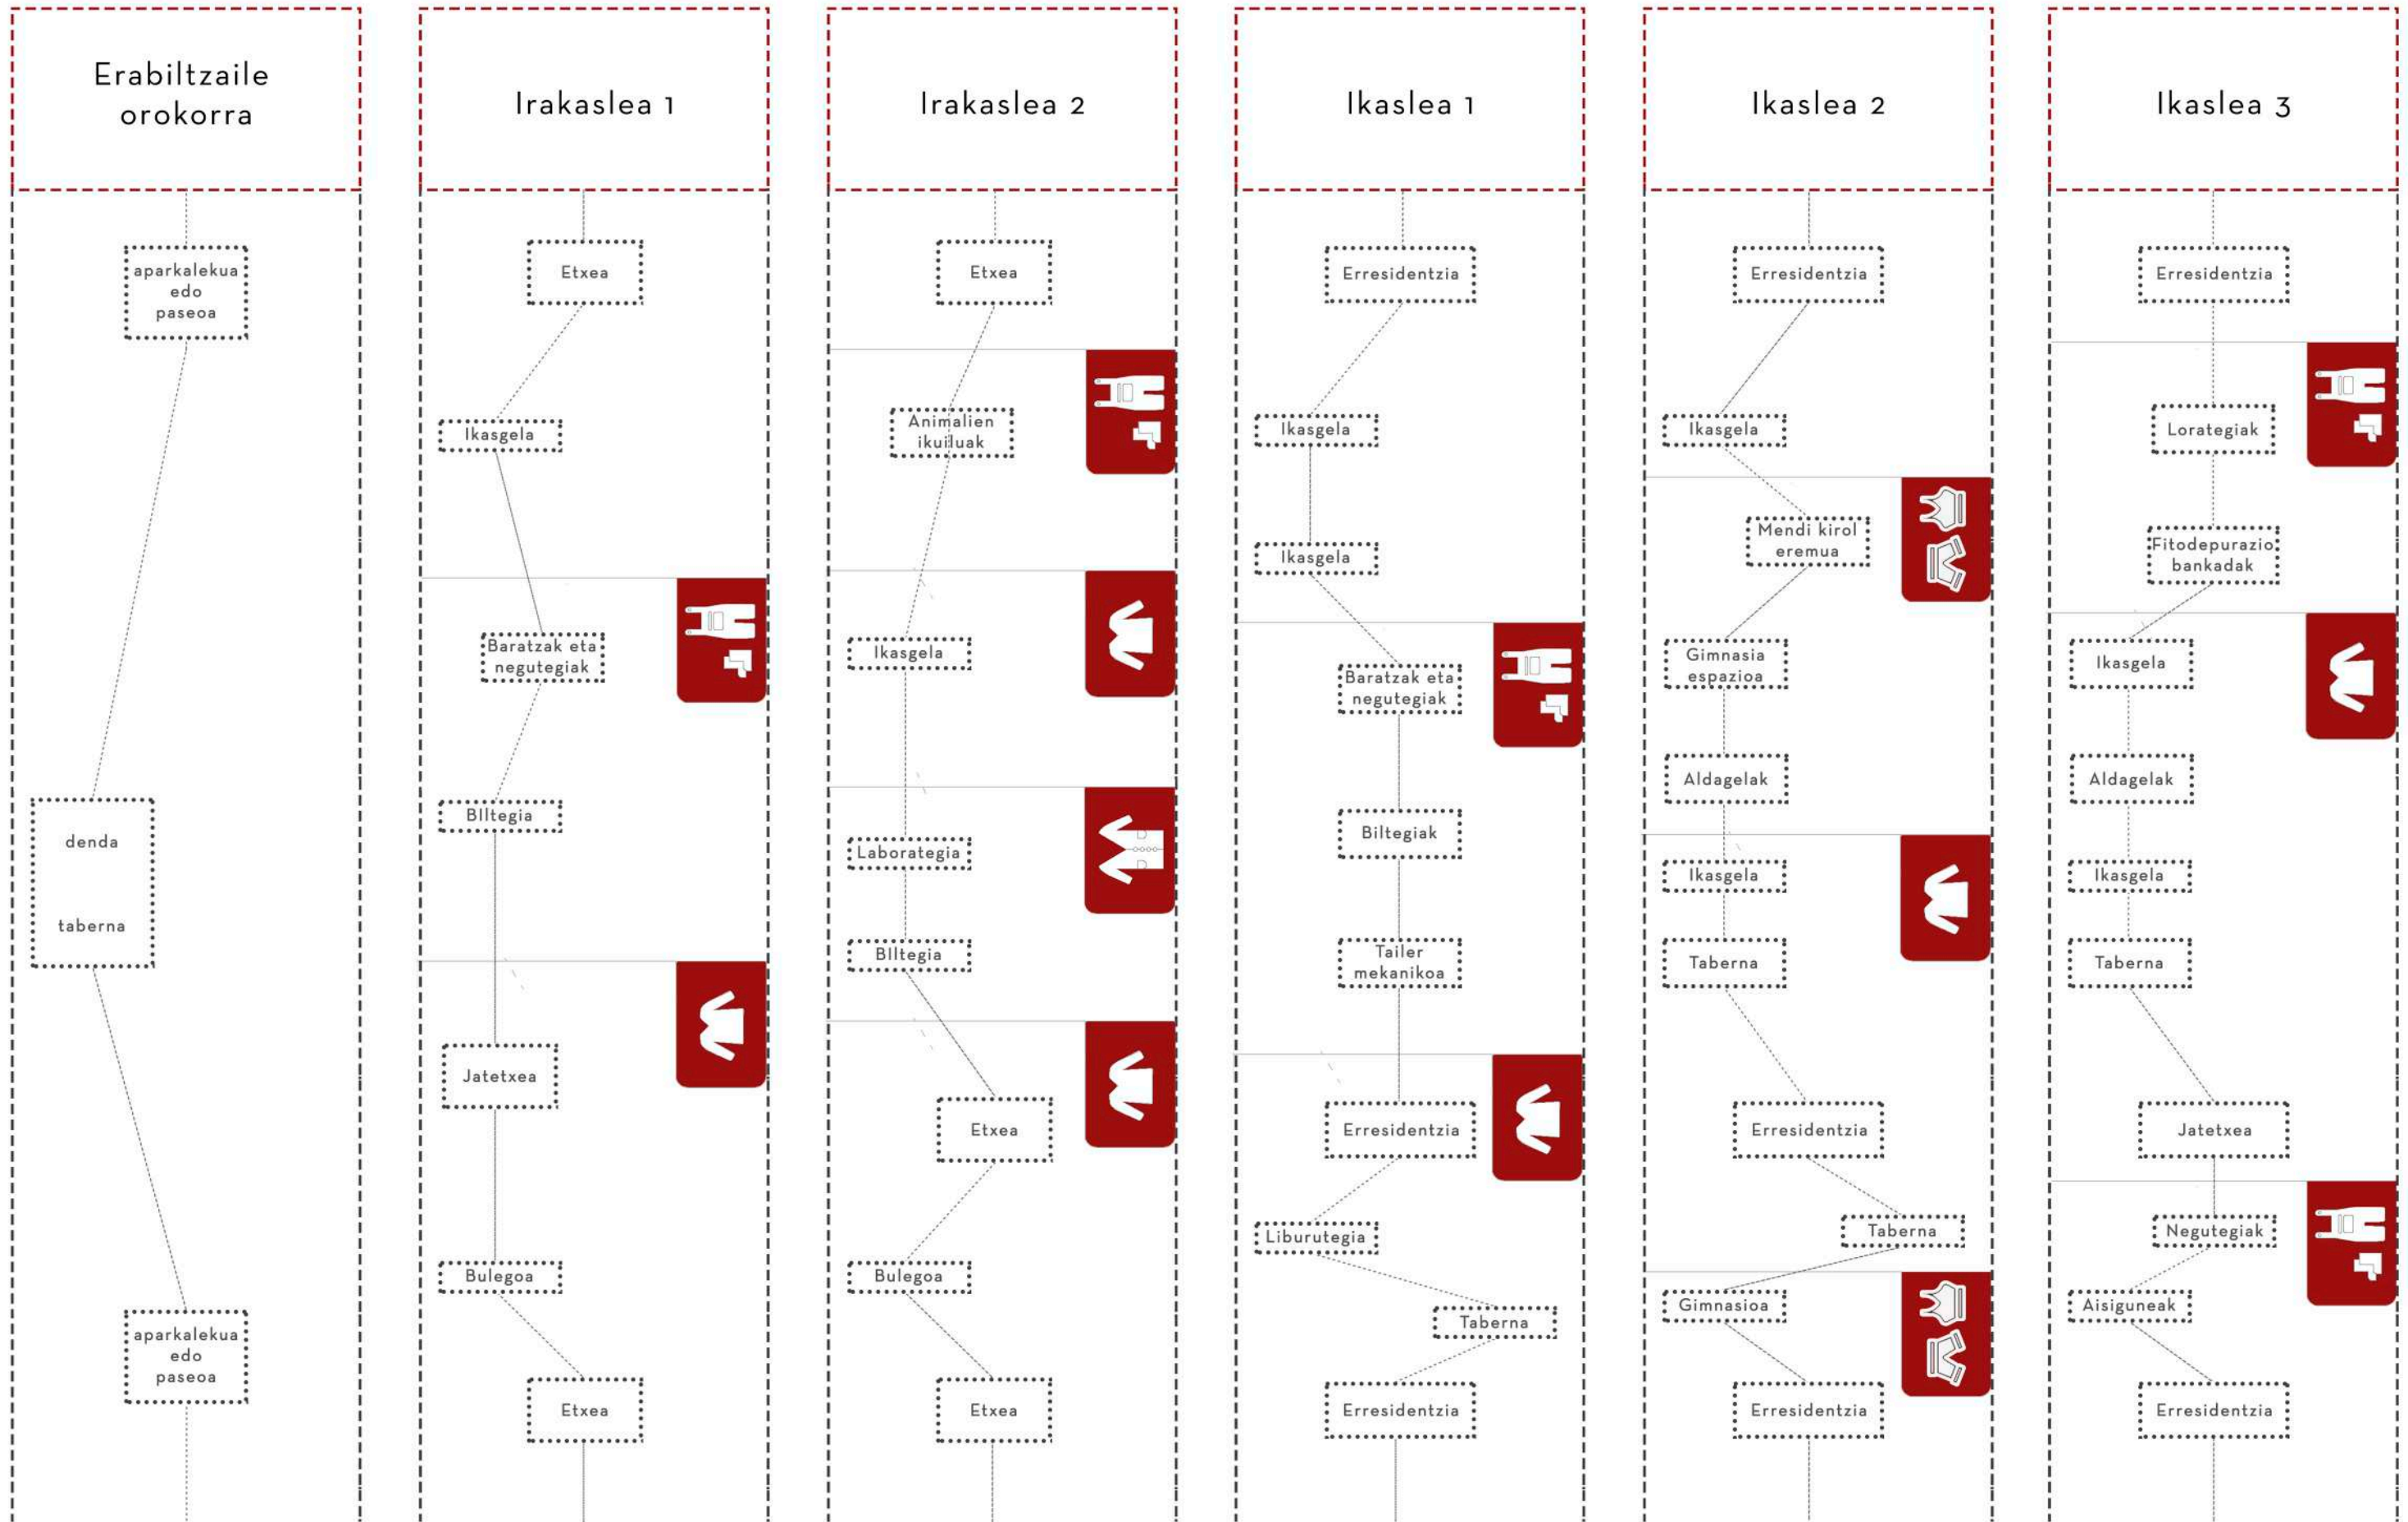 Erabiltzaile
orokorra
aparkalekua
edo
paseoa
denda
taberna
aparkalekua
edo
paseoa
Irakaslea 1
Etxea
Ikasgela
Baratzak eta
negutegiak
BIltegia
Jatetxea
Bulegoa
Etxea
Irakaslea 2
Etxea
Animalien
ikuiluak
Ikasgela
Laborategia
BIltegia
Etxea
Bulegoa
Etxea
Ikaslea 1
Erresidentzia
Ikasgela
Ikasgela
Baratzak eta
negutegiak
Biltegiak
Tailer
mekanikoa
Erresidentzia
Liburutegia
Taberna
Erresidentzia
Ikaslea 2
Erresidentzia
Ikasgela
Mendi kirol
eremua
Gimnasia
espazioa
Aldagelak
Ikasgela
Taberna
Erresidentzia
Taberna
Gimnasioa
Erresidentzia
Ikaslea 3
Erresidentzia
Lorategiak
Fitodepurazio
bankadak
Ikasgela
Aldagelak
Ikasgela
Taberna
Jatetxea
Negutegiak
Aisiguneak
Erresidentzia